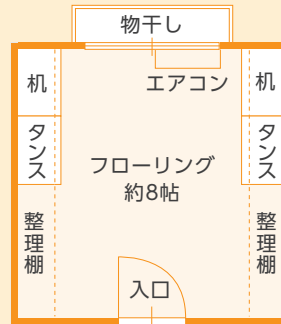 物干し
机
エアコン
机
タンス
タンス
フローリング
約8帖
整理棚
整理棚
入口